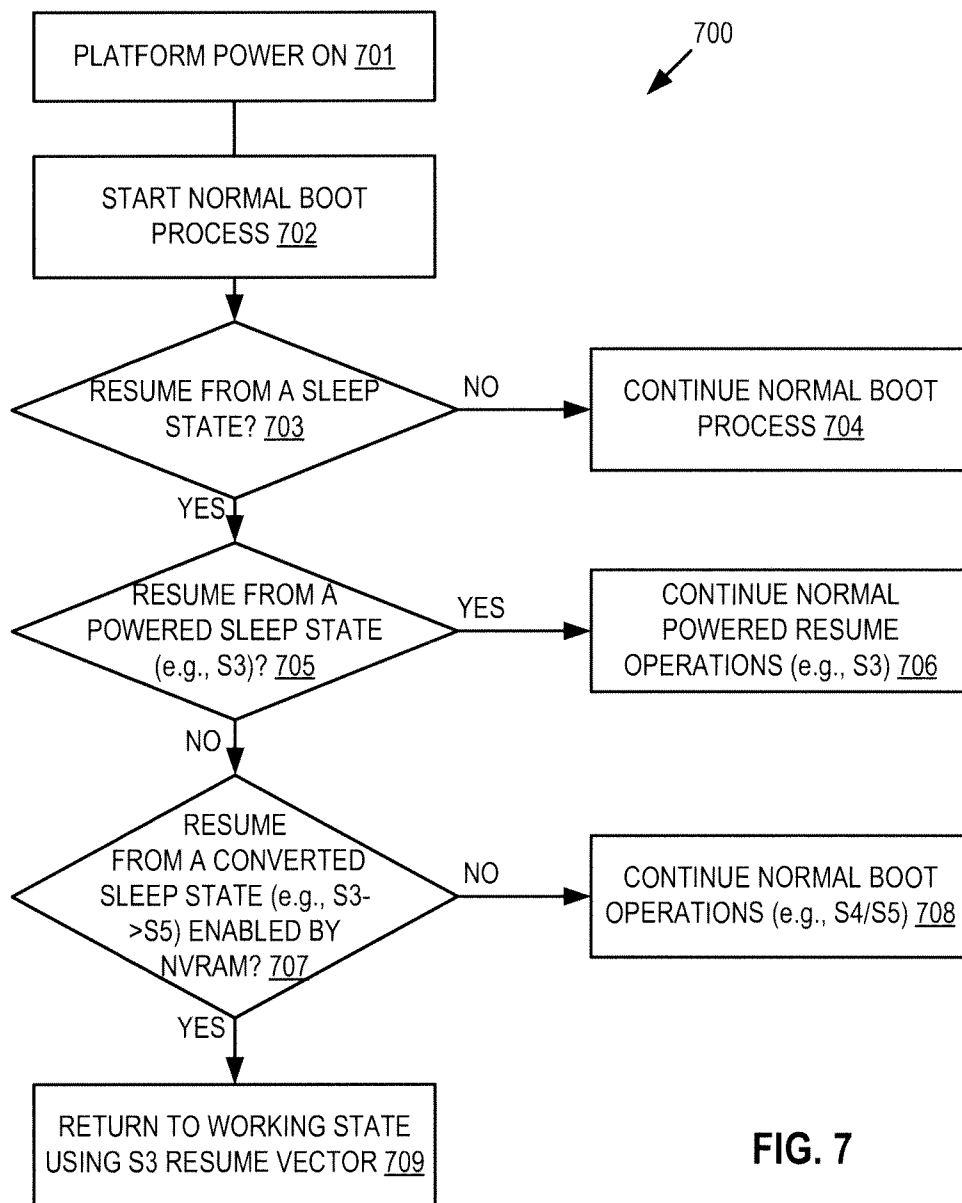 PLATFORM POWER ON 701
700
START NORMAL BOOT
PROCESS 702
RESUME FROM A SLEEP
STATE? 703
NO
CONTINUE NORMAL BOOT
PROCESS 704
YES
RESUME FROM A
POWERED SLEEP STATE
(e.g., S3)? 705
YES
CONTINUE NORMAL
POWERED RESUME
OPERATIONS (e.g., S3) 706
NO
RESUME
FROM A CONVERTED
SLEEP STATE (e.g., S3-
>S5) ENABLED BY
NVRAM? 707
NO
CONTINUE NORMAL BOOT
OPERATIONS (e.g., S4/S5) 708
YES
RETURN TO WORKING STATE
USING S3 RESUME VECTOR 709
FIG. 7